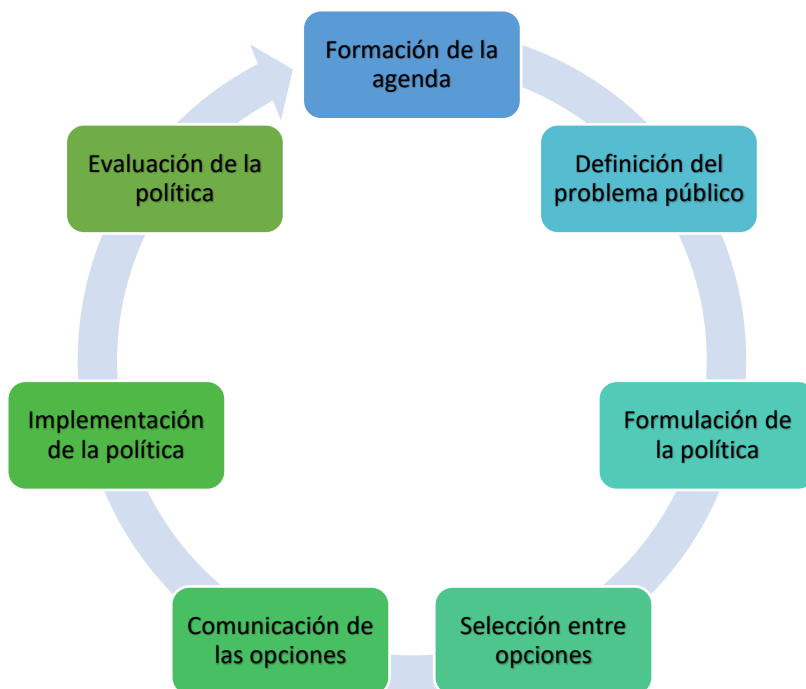 Formación de la
agenda
Definición del
problema público
Formulación de
la política
Selección entre
opciones
Comunicación de
las opciones
Implementación
de la política
Evaluación de la
política